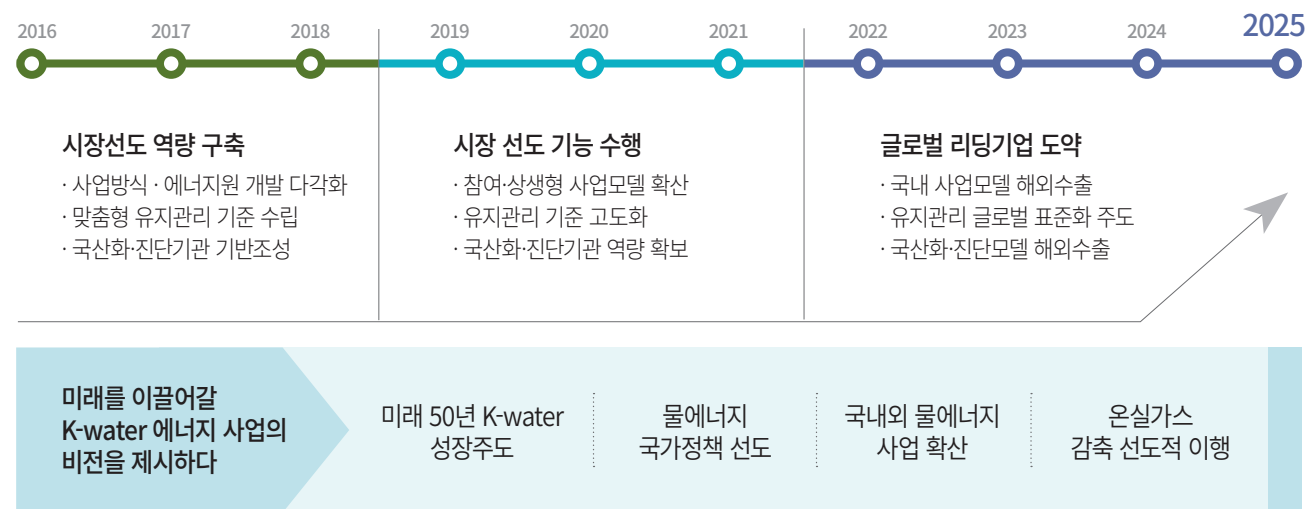 2016 2017 2018 2019 2020 2021 2022 2023 2024 2025
시장선도 역량 구축
· 사업방식 · 에너지원 개발 다각화
· 맞춤형 유지관리 기준 수립
· 국산화·진단기관 기반조성
시장 선도 기능 수행
· 참여·상생형 사업모델 확산
· 유지관리 기준 고도화
· 국산화·진단기관 역량 확보
글로벌 리딩기업 도약
· 국내 사업모델 해외수출
· 유지관리 글로벌 표준화 주도
· 국산화·진단모델 해외수출
미래를 이끌어갈
K-water 에너지 사업의
비전을 제시하다
미래 50년 K-water
성장주도
물에너지
국가정책 선도
국내외 물에너지
사업 확산
온실가스
감축 선도적 이행